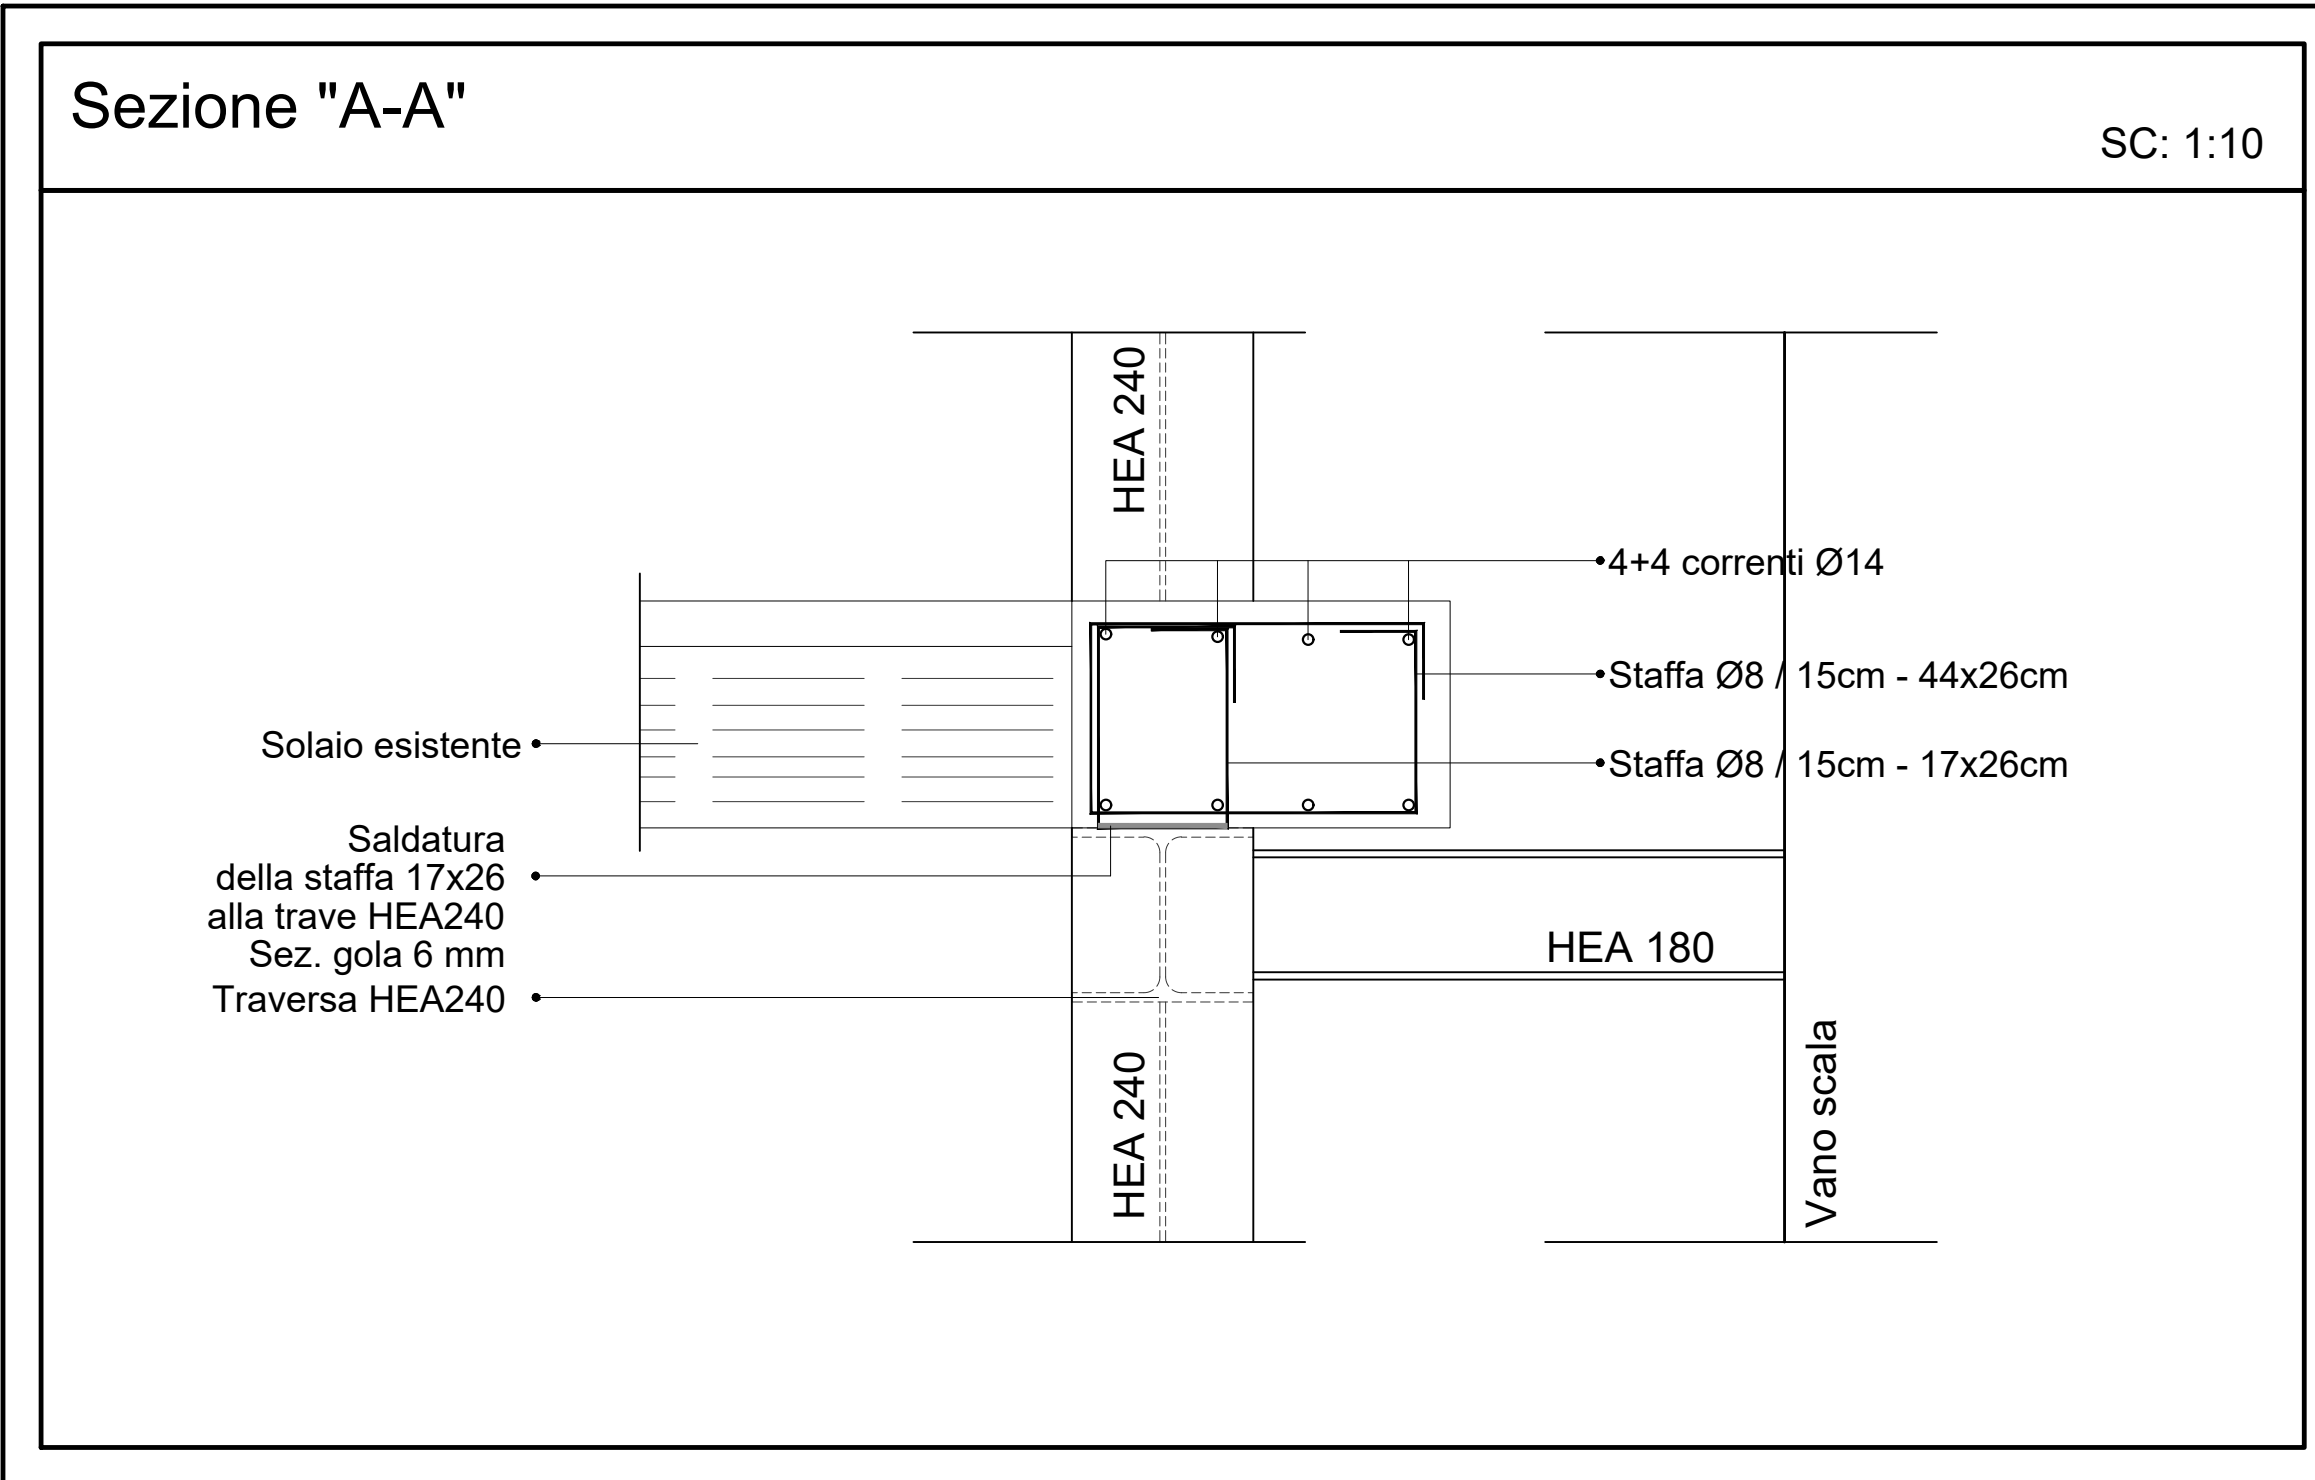 Sezione "A-A"
SC: 1:10
HEA 240
4+4 correnti Ø14
Staffa Ø8 / 15cm - 44x26cm
Solaio esistente
Staffa Ø8 / 15cm - 17x26cm
Saldatura
della staffa 17x26
alla trave HEA240
Sez. gola 6 mm
Traversa HEA240
HEA 180
HEA 240
Vano scala